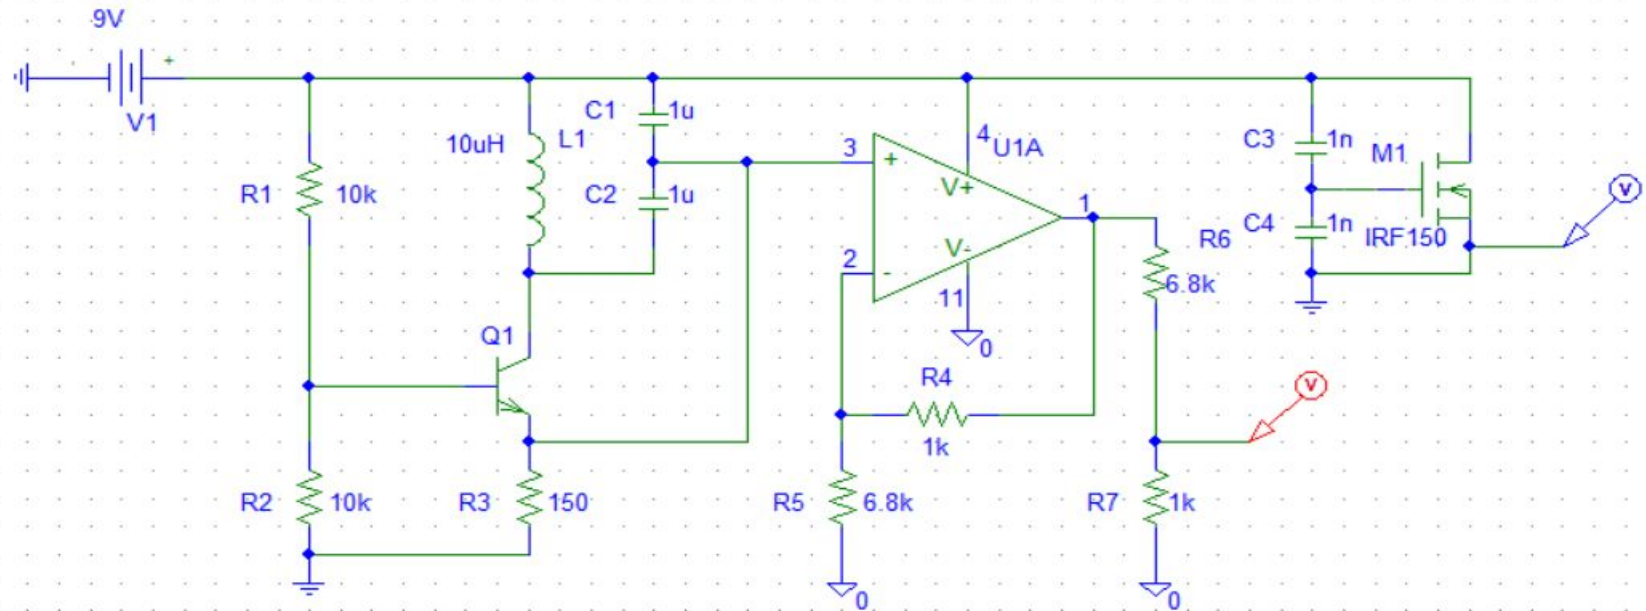 9V
+
V1
R1
10k
10uH
L1
C1
1u
C2
1u
3
+
4
U1A
V+
V-
1
2
-
11
0
C3
1n
M1
C4
1n
IRF150
V
R6
6.8k
Q1
R4
1k
V
R2
10k
R3
150
R5
6.8k
R7
1k
0
0